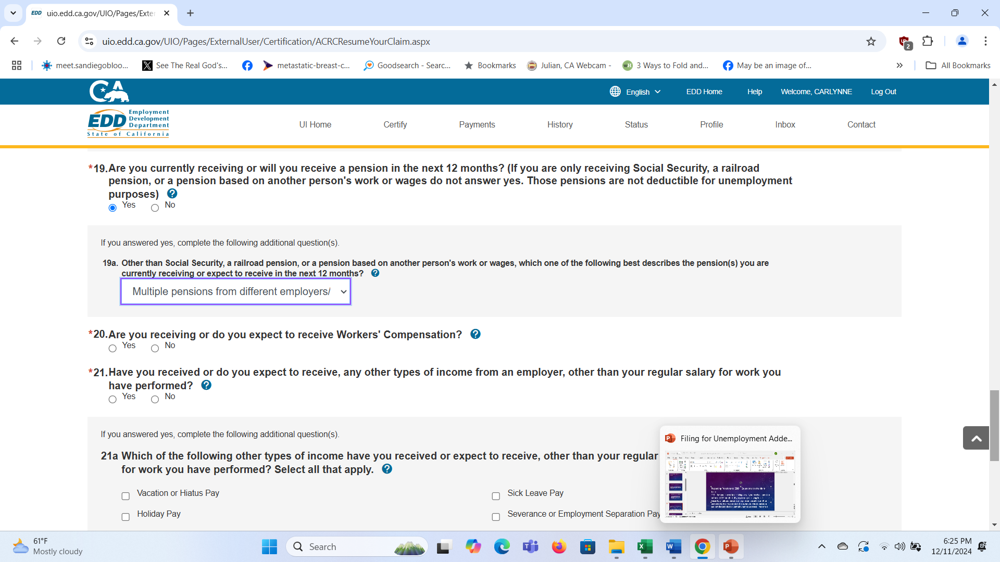 EDD uio.edd.ca.gov/UIO/Pages/Exter
uio.edd.ca.gov/UIO/Pages/ExternalUser/Certification/ACRCResumeYourClaim.aspx
2
meet.sandiegobloo... See The Real God's... metastatic-breast-c... Goodsearch - Searc... Bookmarks Julian, CA Webcam - 3 Ways to Fold and... May be an image of... » All Bookmarks
CA English EDD Home Help Welcome, CARLYNNE Log Out
EDD Employment
Development
Department
State of California
UI Home Certify Payments History Status Profile Inbox Contact
*19. Are you currently receiving or will you receive a pension in the next 12 months? (If you are only receiving Social Security, a railroad
pension, or a pension based on another person's work or wages do not answer yes. Those pensions are not deductible for unemployment
purposes) ?
Yes No
If you answered yes, complete the following additional question(s).
19a. Other than Social Security, a railroad pension, or a pension based on another person's work or wages, which one of the following best describes the pension(s) you are
currently receiving or expect to receive in the next 12 months? ?
Multiple pensions from different employers/
*20. Are you receiving or do you expect to receive Workers' Compensation? ?
Yes No
*21. Have you received or do you expect to receive, any other types of income from an employer, other than your regular salary for work you
have performed? ?
Yes No
If you answered yes, complete the following additional question(s).
21a Which of the following other types of income have you received or expect to receive, other than your regular
for work you have performed? Select all that apply. ?
Vacation or Hiatus Pay Sick Leave Pay
Holiday Pay Severance or Employment Separation Pay
Filing for Unemployment Adde...
61°F
Mostly cloudy
Search
6:25 PM
12/11/2024